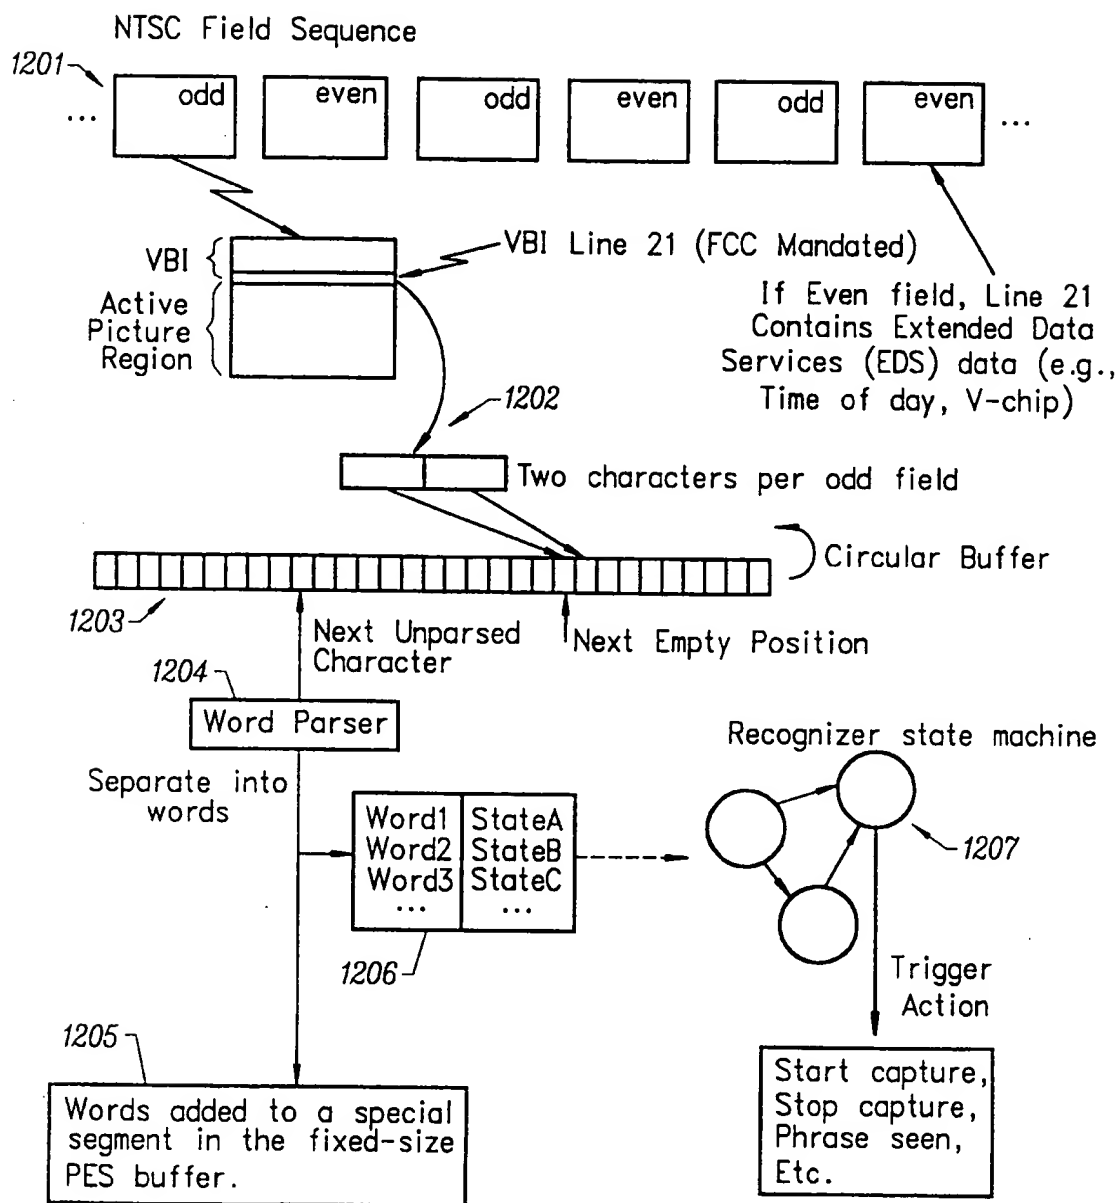 NTSC Field Sequence
1201
... odd even odd even odd even ...
VBI
VBI Line 21 (FCC Mandated)
Active
Picture
Region
If Even field, Line 21
Contains Extended Data
Services (EDS) data (e.g.,
Time of day, V-chip)
1202
Two characters per odd field
Circular Buffer
1203
Next Unparsed
Character
Next Empty Position
1204
Word Parser
Separate into
words
Word1 StateA
Word2 StateB
Word3 StateC
... ...
1206
Recognizer state machine
1207
Trigger
Action
1205
Words added to a special
segment in the fixed-size
PES buffer.
Start capture,
Stop capture,
Phrase seen,
Etc.